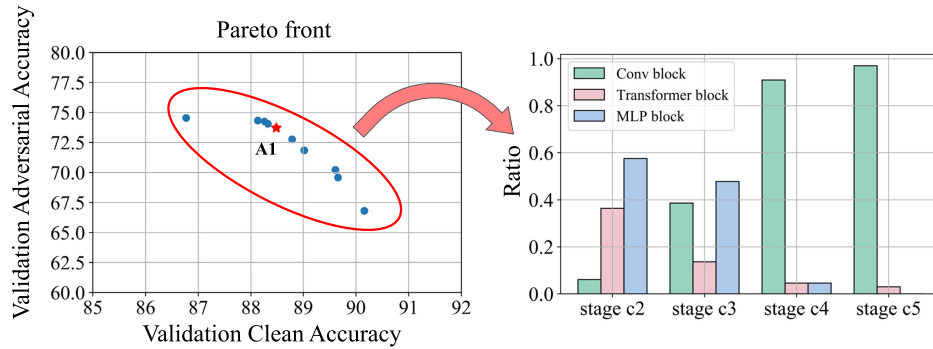 Pareto front
Validation Adversarial Accuracy
80.0
77.5
75.0
72.5
70.0
67.5
65.0
62.5
60.0
A1
85 86 87 88 89 90 91 92
Validation Clean Accuracy
Ratio
1.0
0.8
0.6
0.4
0.2
0.0
Conv block
Transformer block
MLP block
stage c2 stage c3 stage c4 stage c5